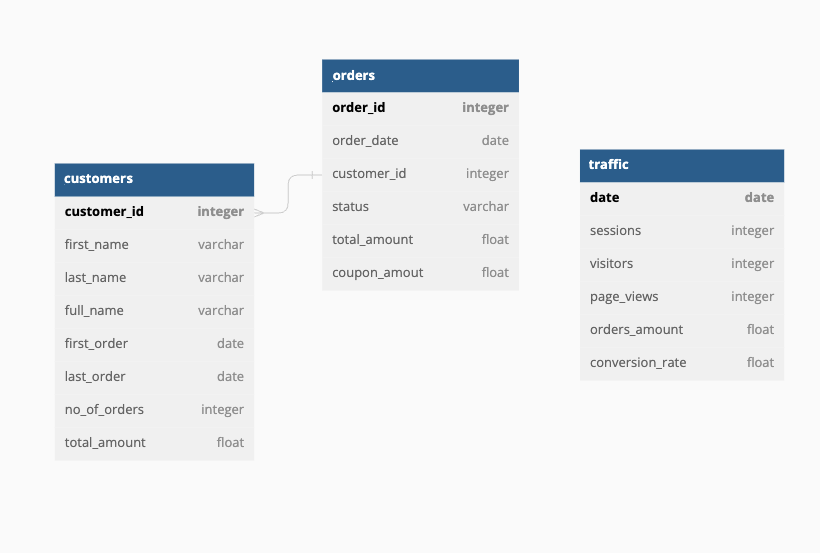 customers
customer_id integer
first_name varchar
last_name varchar
full_name varchar
first_order date
last_order date
no_of_orders integer
total_amount float
orders
order_id integer
order_date date
customer_id integer
status varchar
total_amount float
coupon_amout float
traffic
date date
sessions integer
visitors integer
page_views integer
orders_amount float
conversion_rate float